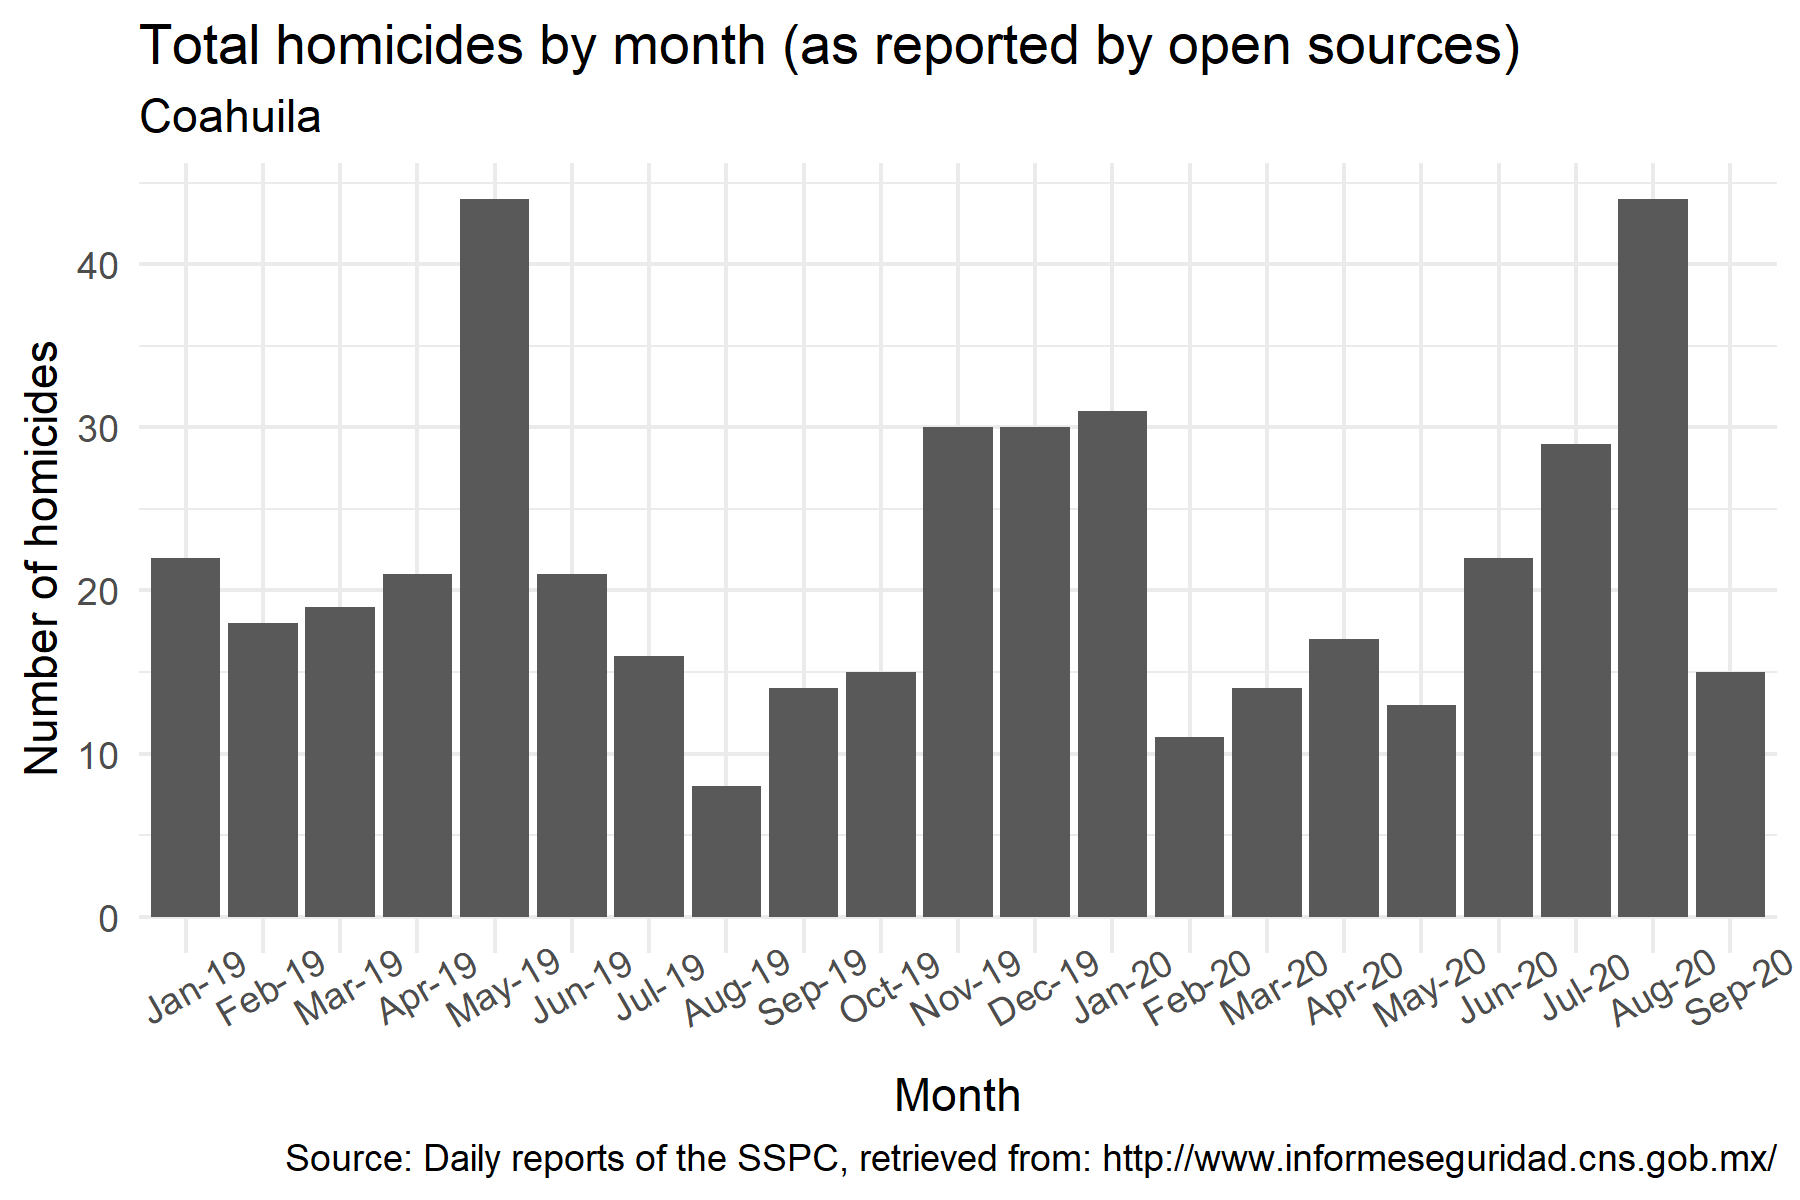 Total homicides by month (as reported by open sources)
Coahuila
Number of homicides
40
30
20
10
0
Jan-19
Feb-19
Mar-19
Apr-19
May-19
Jun-19
Jul-19
Aug-19
Sep-19
Oct-19
Nov-19
Dec-19
Jan-20
Feb-20
Mar-20
Apr-20
May-20
Jun-20
Jul-20
Aug-20
Sep-20
Month
Source: Daily reports of the SSPC, retrieved from: http://www.informeseguridad.cns.gob.mx/